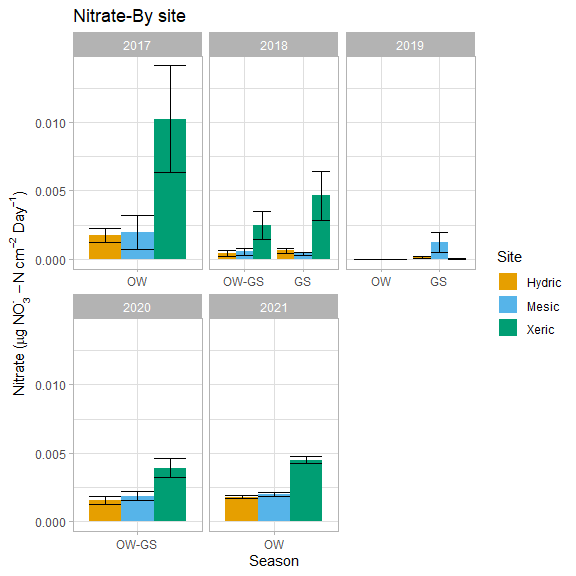 Nitrate-By site
2017 2018 2019
0.010
0.005
0.000
OW OW-GS GS OW GS
Nitrate (μg NO₃⁻ – N cm⁻² Day⁻¹)
Site
Hydric
Mesic
Xeric
2020 2021
0.010
0.005
0.000
OW-GS OW
Season